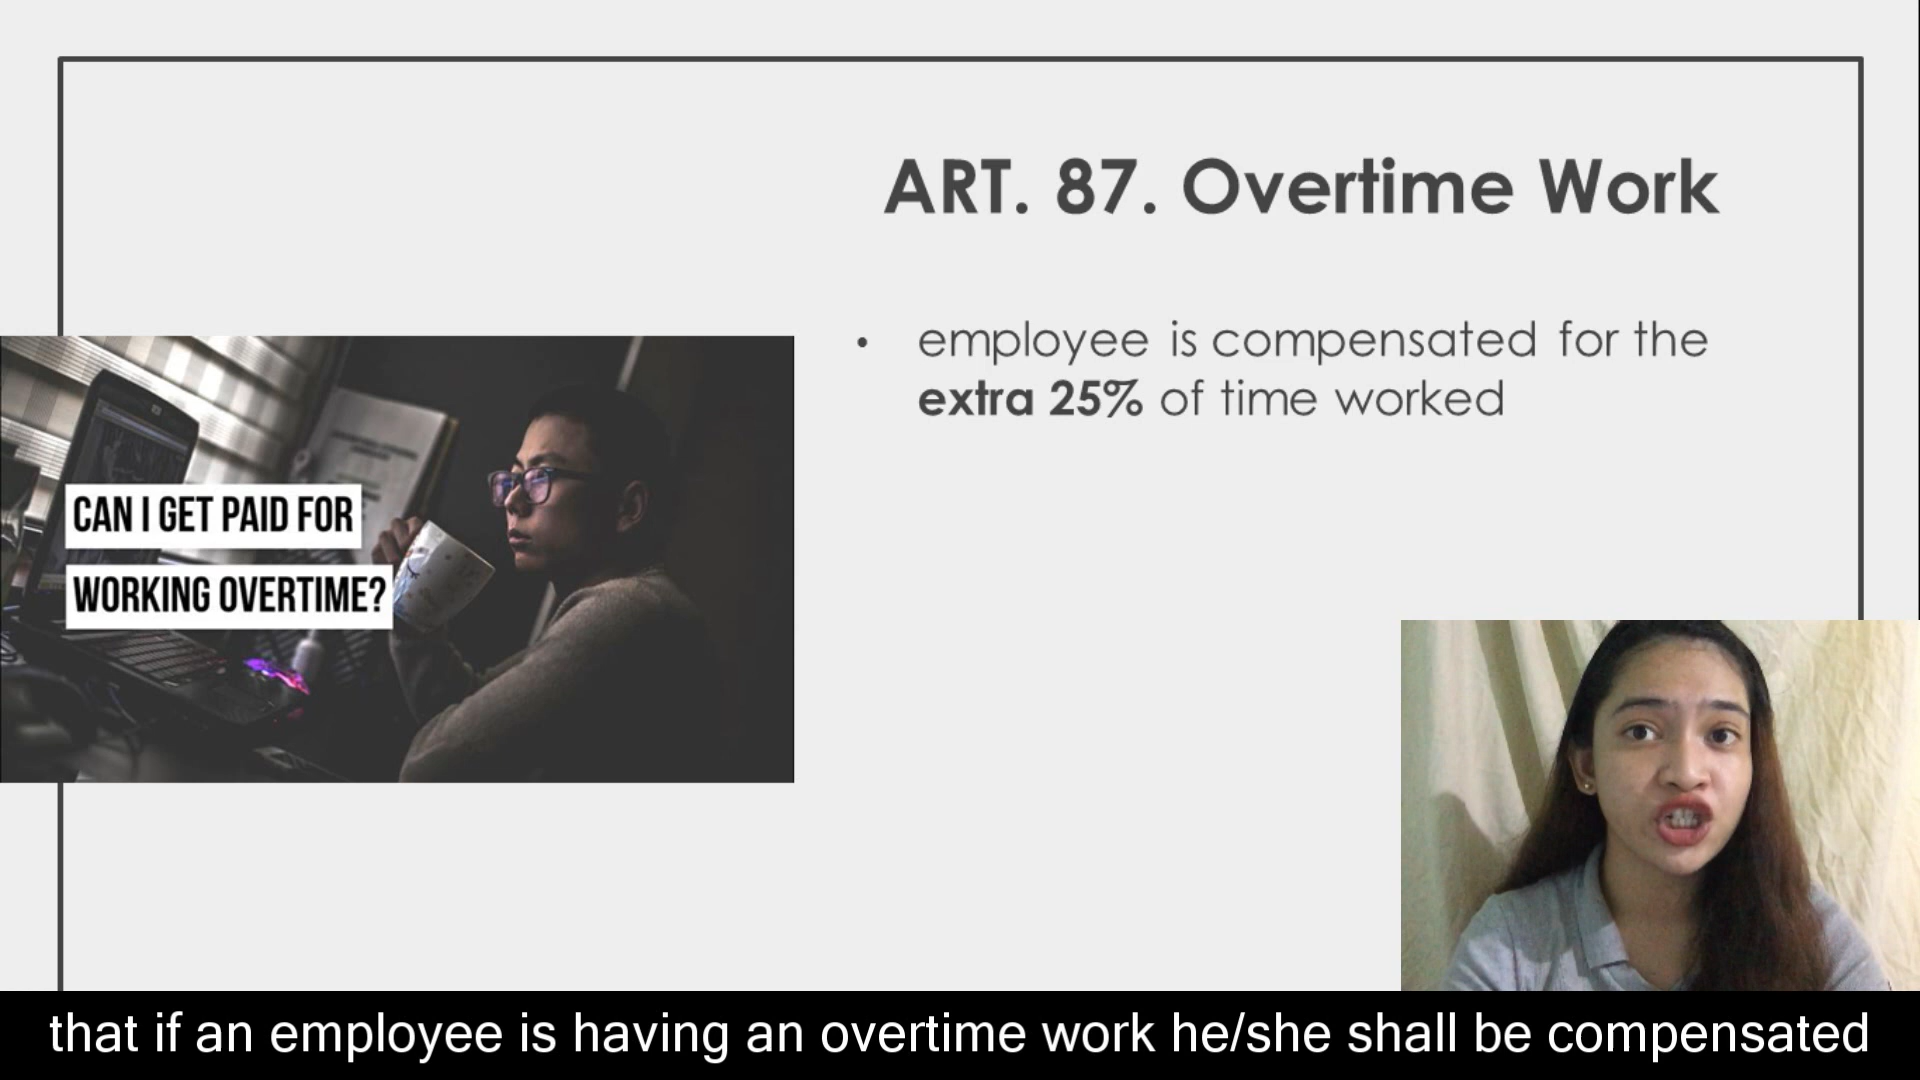 ART. 87. Overtime Work
• employee is compensated for the
extra 25% of time worked
CAN I GET PAID FOR
WORKING OVERTIME?
that if an employee is having an overtime work he/she shall be compensated